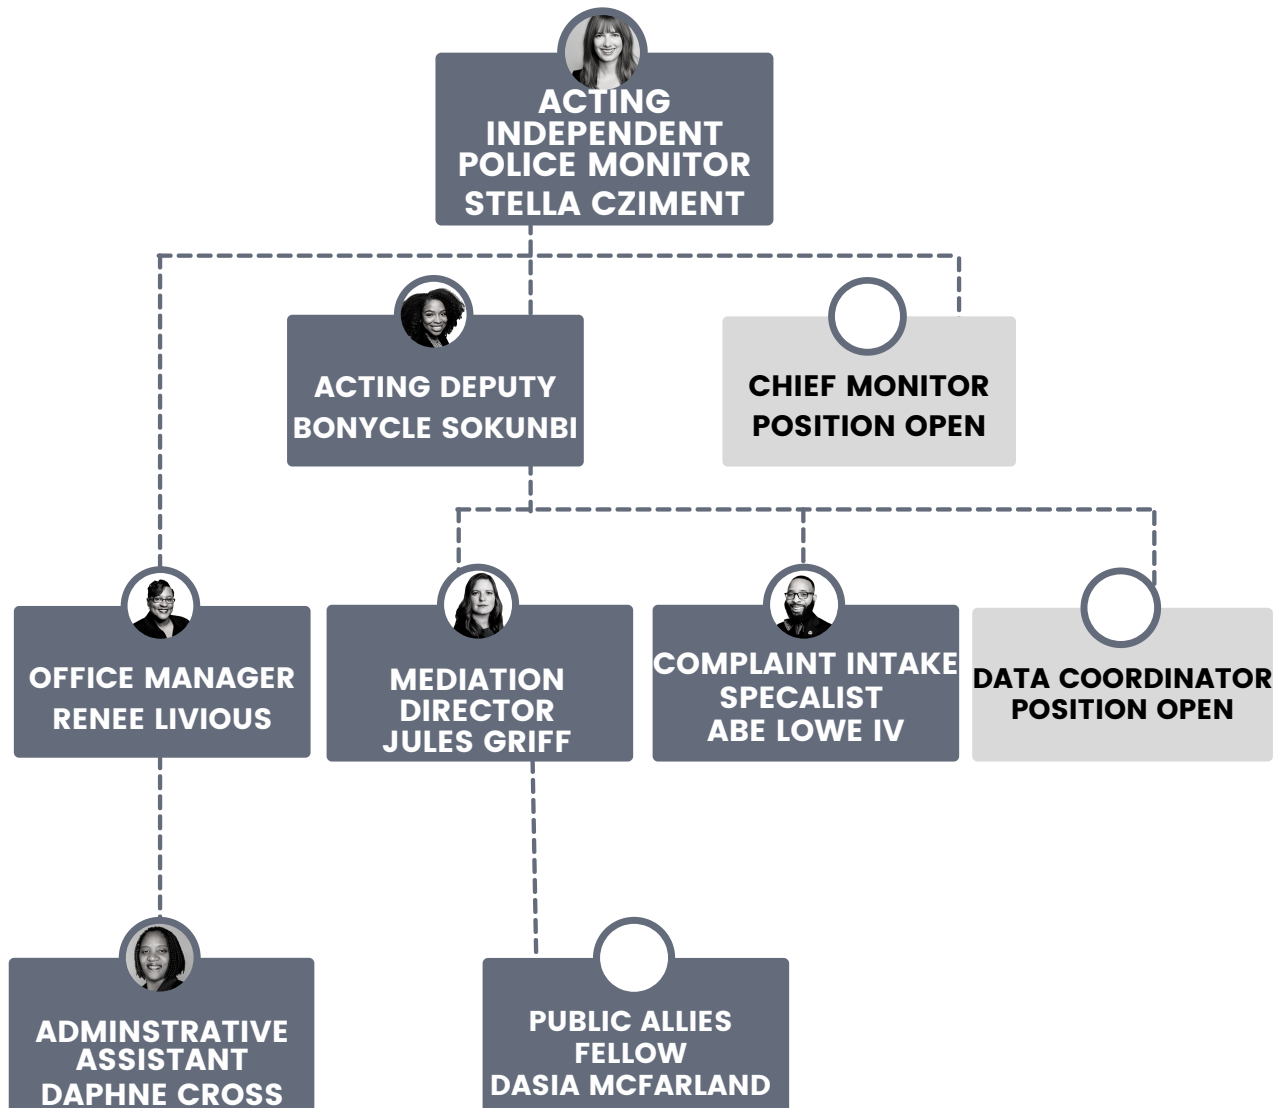 ACTING
INDEPENDENT
POLICE MONITOR
STELLA CZIMENT
ACTING DEPUTY
BONYCLE SOKUNBI
CHIEF MONITOR
POSITION OPEN
OFFICE MANAGER
RENEE LIVIOUS
MEDIATION
DIRECTOR
JULES GRIFF
COMPLAINT INTAKE
SPECALIST
ABE LOWE IV
DATA COORDINATOR
POSITION OPEN
ADMINSTRATIVE
ASSISTANT
DAPHNE CROSS
PUBLIC ALLIES
FELLOW
DASIA MCFARLAND